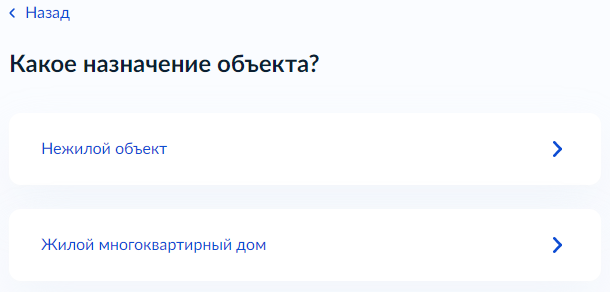 Назад
Какое назначение объекта?
Нежилой объект
Жилой многоквартирный дом